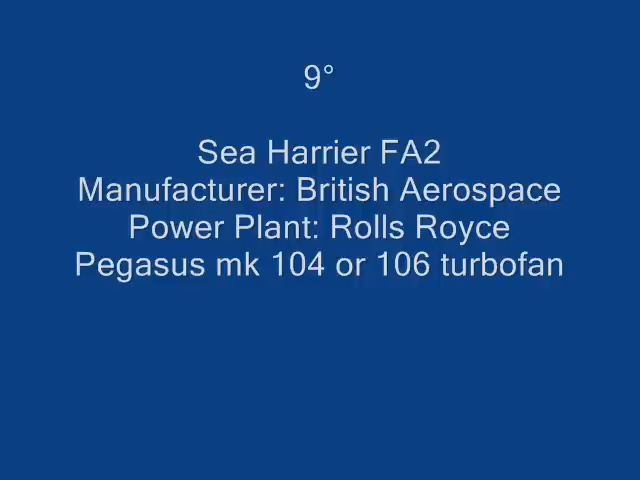 9°
Sea Harrier FA2
Manufacturer: British Aerospace
Power Plant: Rolls Royce
Pegasus mk 104 or 106 turbofan